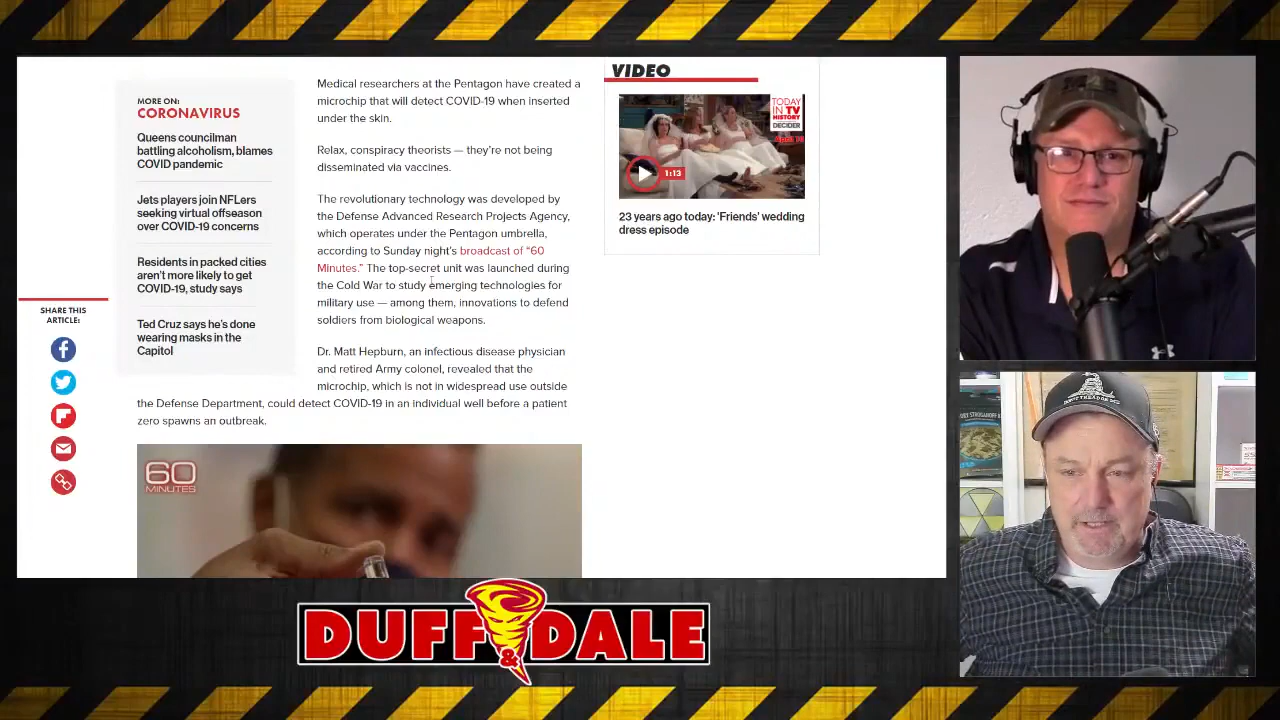 MORE ON:
CORONAVIRUS
Queens councilman
battling alcoholism, blames
COVID pandemic
Jets players join NFLers
seeking virtual offseason
over COVID-19 concerns
Residents in packed cities
aren't more likely to get
COVID-19, study says
Ted Cruz says he's done
wearing masks in the
Capitol
SHARE THIS
ARTICLE:
Medical researchers at the Pentagon have created a
microchip that will detect COVID-19 when inserted
under the skin.
Relax, conspiracy theorists — they're not being
disseminated via vaccines.
The revolutionary technology was developed by
the Defense Advanced Research Projects Agency,
which operates under the Pentagon umbrella,
according to Sunday night's broadcast of "60
Minutes." The top-secret unit was launched during
the Cold War to study emerging technologies for
military use — among them, innovations to defend
soldiers from biological weapons.
Dr. Matt Hepburn, an infectious disease physician
and retired Army colonel, revealed that the
microchip, which is not in widespread use outside
the Defense Department, could detect COVID-19 in an individual well before a patient
zero spawns an outbreak.
60
MINUTES
VIDEO
TODAY
IN TV
HISTORY
DECIDER
1:13
23 years ago today: 'Friends' wedding
dress episode
DUFF & DALE